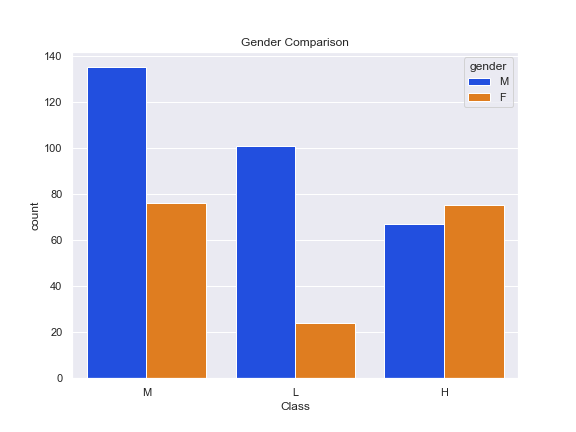 Gender Comparison
140
120
100
80
60
40
20
0
count
gender
M
F
M L H
Class